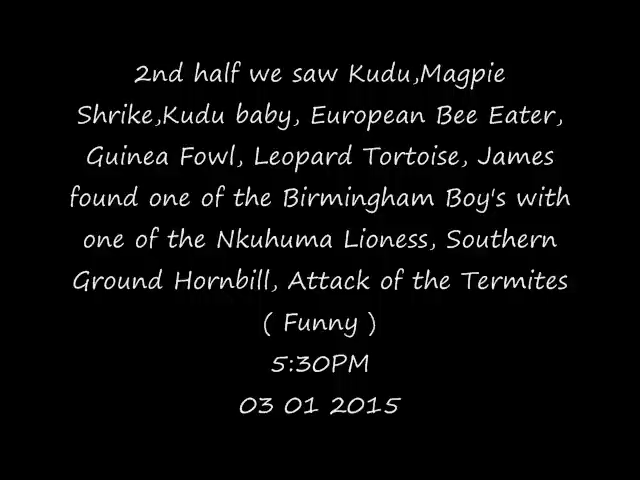 2nd half we saw Kudu,Magpie
Shrike,Kudu baby, European Bee Eater,
Guinea Fowl, Leopard Tortoise, James
found one of the Birmingham Boy's with
one of the Nkuhuma Lioness, Southern
Ground Hornbill, Attack of the Termites
( Funny )
5:30PM
03 01 2015